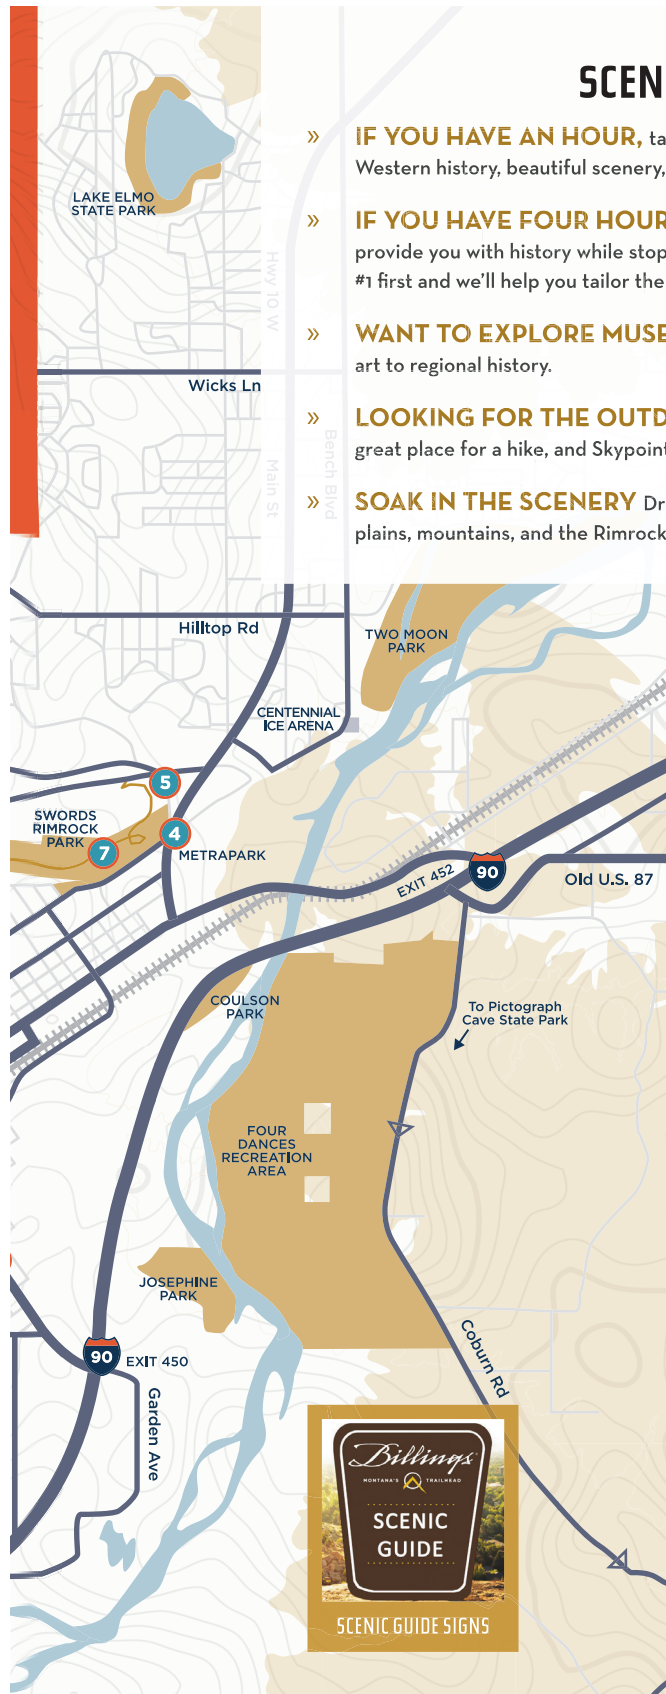 SCEN
» IF YOU HAVE AN HOUR, ta
Western history, beautiful scenery,
» IF YOU HAVE FOUR HOUR
provide you with history while stop
#1 first and we'll help you tailor the
» WANT TO EXPLORE MUSE
art to regional history.
» LOOKING FOR THE OUTD
great place for a hike, and Skypoint
» SOAK IN THE SCENERY Dr
plains, mountains, and the Rimrock
LAKE ELMO
STATE PARK
Hwy 10 W
Wicks Ln
Bench Blvd
Main St
Hilltop Rd
TWO MOON
PARK
CENTENNIAL
ICE ARENA
5
SWORDS
RIMROCK
PARK
7
4
METRAPARK
EXIT 452
90
Old U.S. 87
COULSON
PARK
To Pictograph
Cave State Park
FOUR
DANCES
RECREATION
AREA
JOSEPHINE
PARK
90
EXIT 450
Garden Ave
Coburn Rd
Billings
MONTANA'S TRAILHEAD
SCENIC
GUIDE
SCENIC GUIDE SIGNS